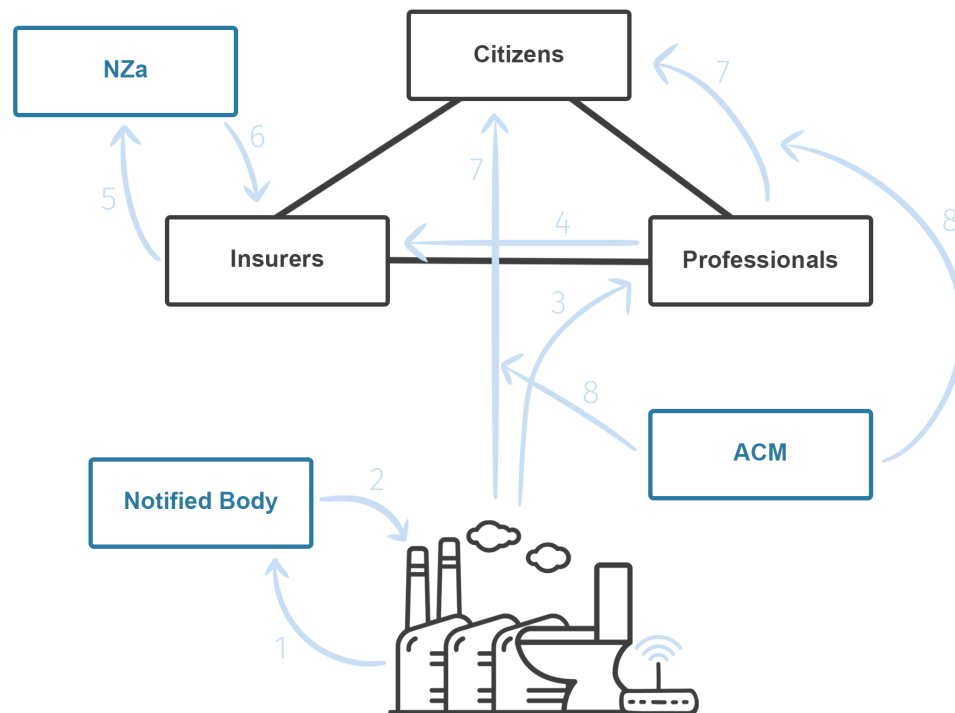 Citizens
NZa
7
6
7
5
4
8
Insurers
Professionals
3
8
ACM
2
Notified Body
1